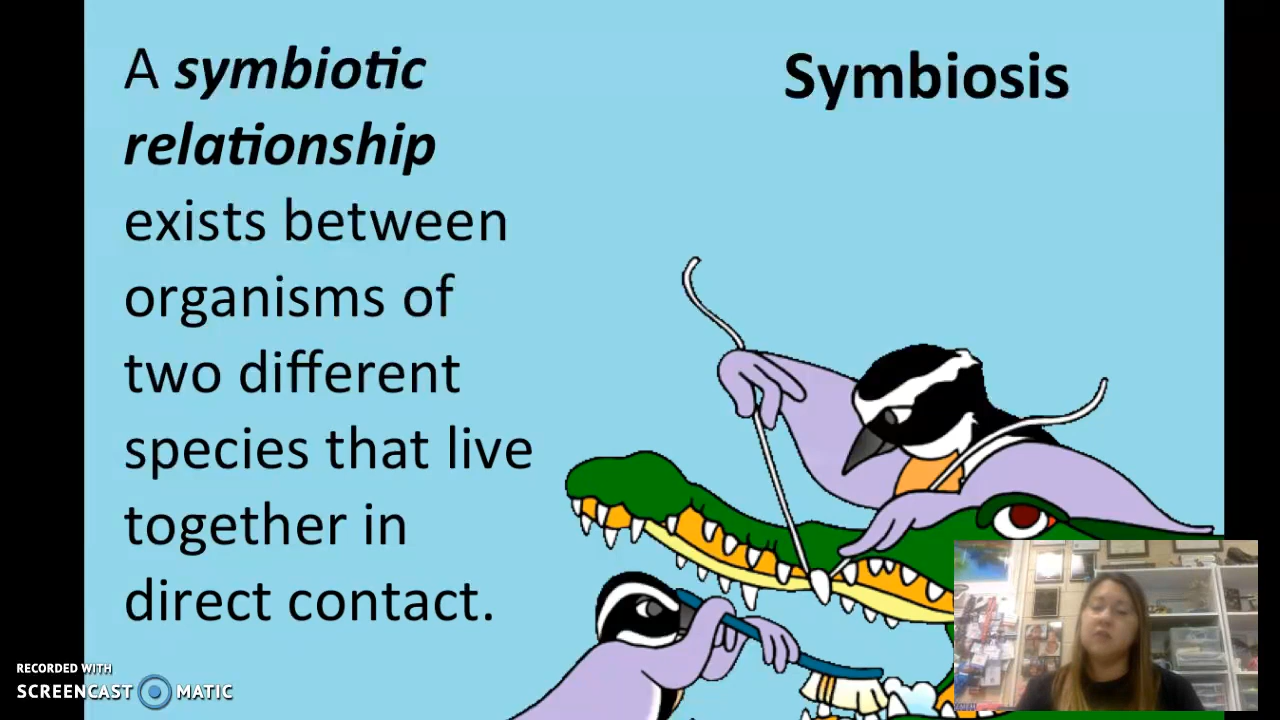 A symbiotic
relationship
exists between
organisms of
two different
species that live
together in
direct contact.
Symbiosis
RECORDED WITH
SCREENCAST MATIC